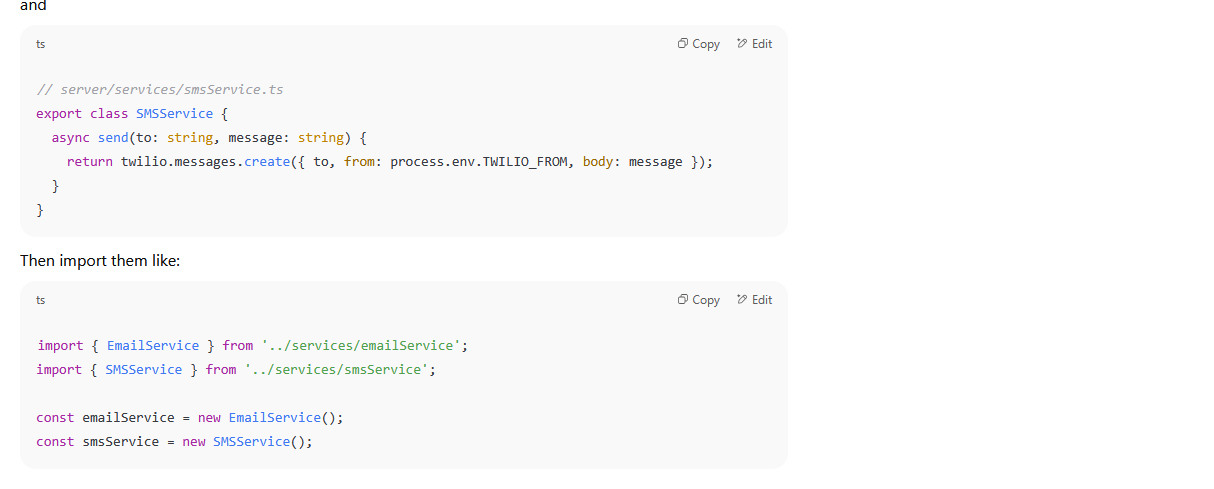 and
ts
Copy Edit
// server/services/smsService.ts
export class SMSService {
  async send(to: string, message: string) {
    return twilio.messages.create({ to, from: process.env.TWILIO_FROM, body: message });
  }
}
Then import them like:
ts
Copy Edit
import { EmailService } from '../services/emailService';
import { SMSService } from '../services/smsService';
const emailService = new EmailService();
const smsService = new SMSService();